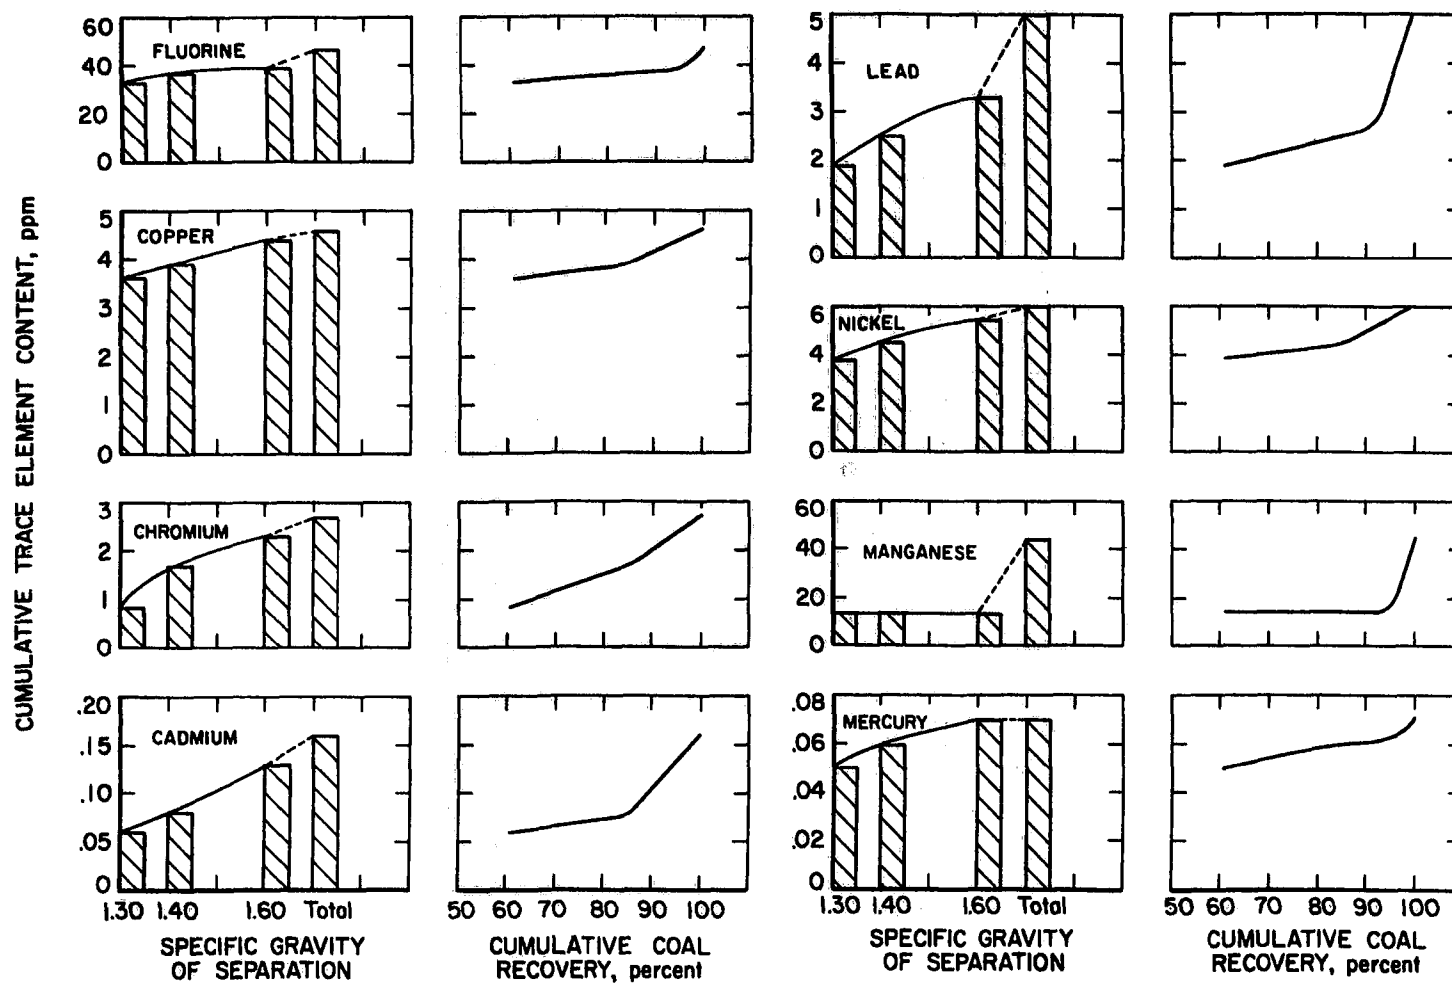 CUMULATIVE TRACE ELEMENT CONTENT, ppm
60
40
20
0
FLUORINE
5
4
3
2
1
0
COPPER
3
2
1
0
CHROMIUM
.20
.15
.10
.05
0
CADMIUM
1.30 1.40 1.60 Total
SPECIFIC GRAVITY
OF SEPARATION
50 60 70 80 90 100
CUMULATIVE COAL
RECOVERY, percent
5
4
3
2
1
0
LEAD
6
4
2
0
NICKEL
60
40
20
0
MANGANESE
.08
.06
.04
.02
0
MERCURY
1.30 1.40 1.60 Total
SPECIFIC GRAVITY
OF SEPARATION
50 60 70 80 90 100
CUMULATIVE COAL
RECOVERY, percent